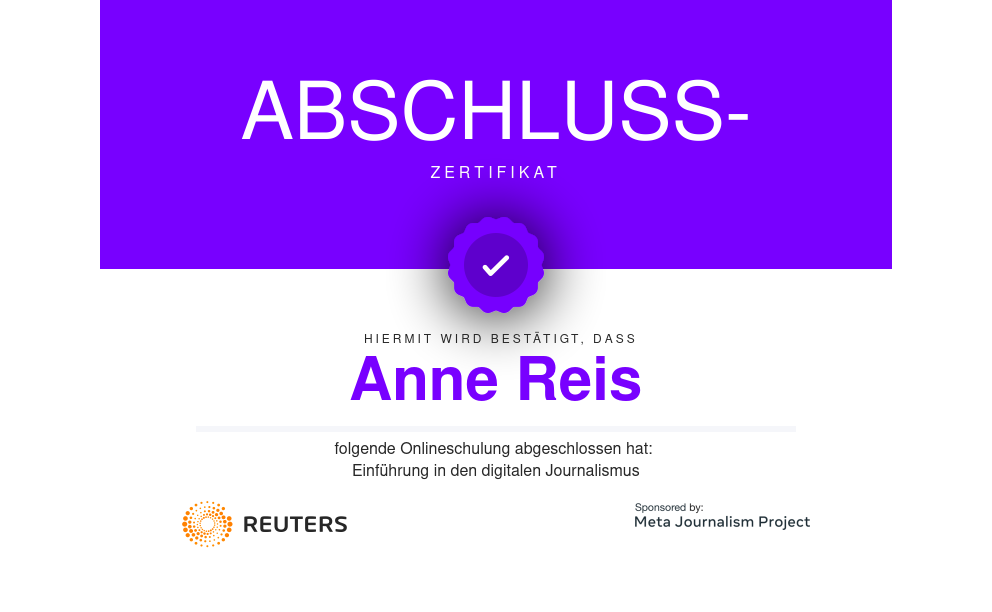 ABSCHLUSS-
ZERTIFIKAT
HIERMIT WIRD BESTÄTIGT, DASS
Anne Reis
folgende Onlineschulung abgeschlossen hat:
Einführung in den digitalen Journalismus
REUTERS
Sponsored by:
Meta Journalism Project